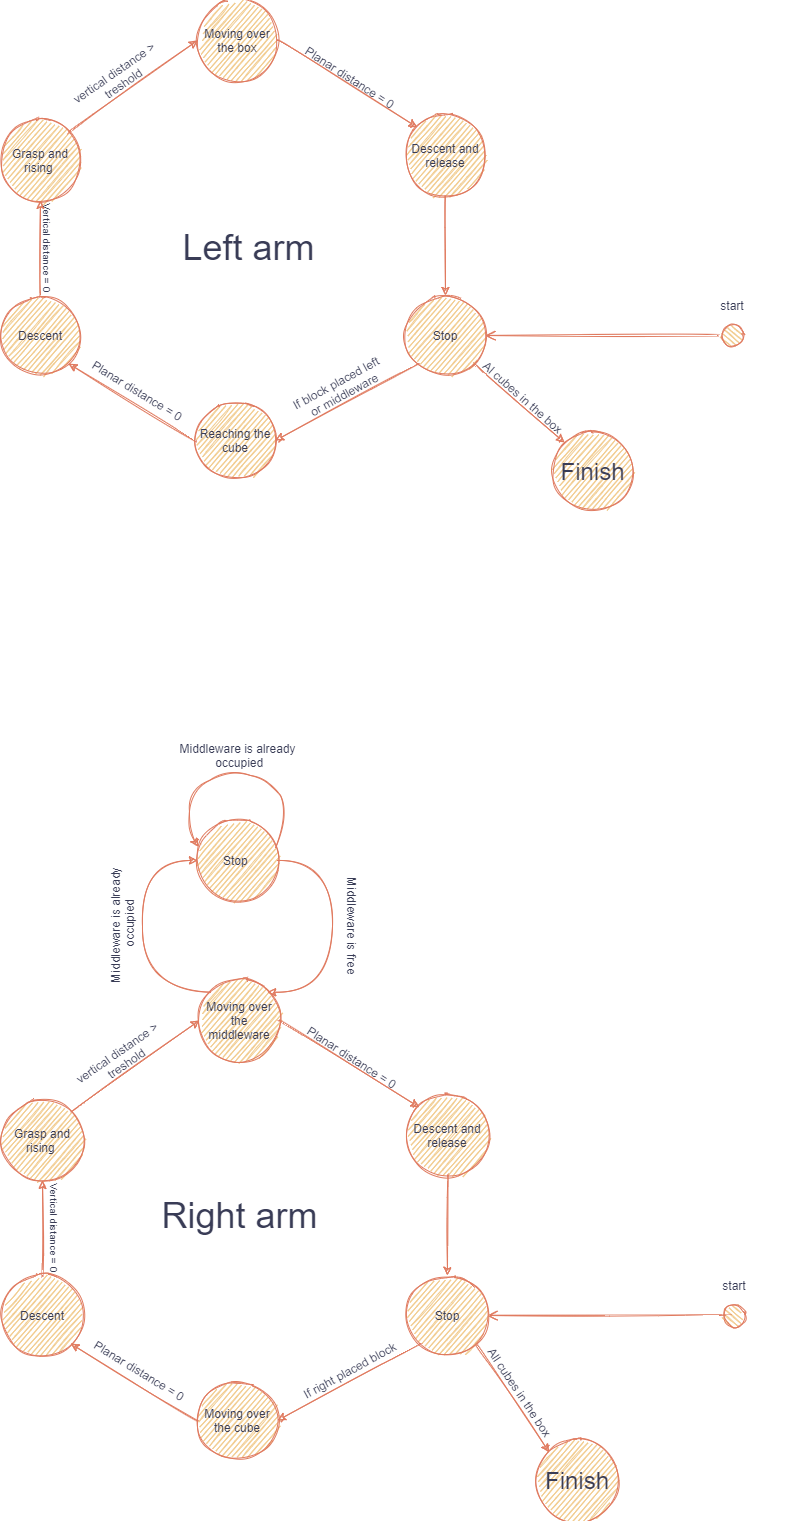 Moving over
the box
vertical distance >
treshold
Planar distance = 0
Grasp and
rising
Descent and
release
Vertical distance = 0
Left arm
start
Descent
Stop
Planar distance = 0
If block placed left
or middleware
Al cubes in the box
Reaching the
cube
Finish
Middleware is already
occupied
Stop
Middleware is already
occupied
Middleware is free
Moving over
the
middleware
vertical distance >
treshold
Planar distance = 0
Grasp and
rising
Descent and
release
Vertical distance = 0
Right arm
start
Descent
Stop
Planar distance = 0
If right placed block
All cubes in the box
Moving over
the cube
Finish